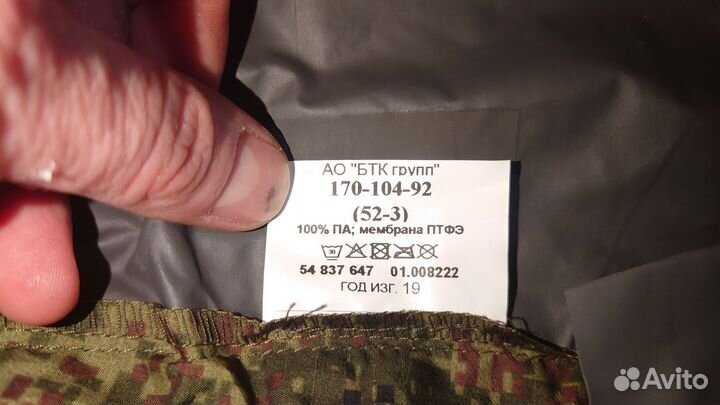 АО "БТК групп"
170-104-92
(52-3)
100% ПА; мембрана ПТФЭ
30
54 837 647 01.008222
ГОД ИЗГ. 19
Avito